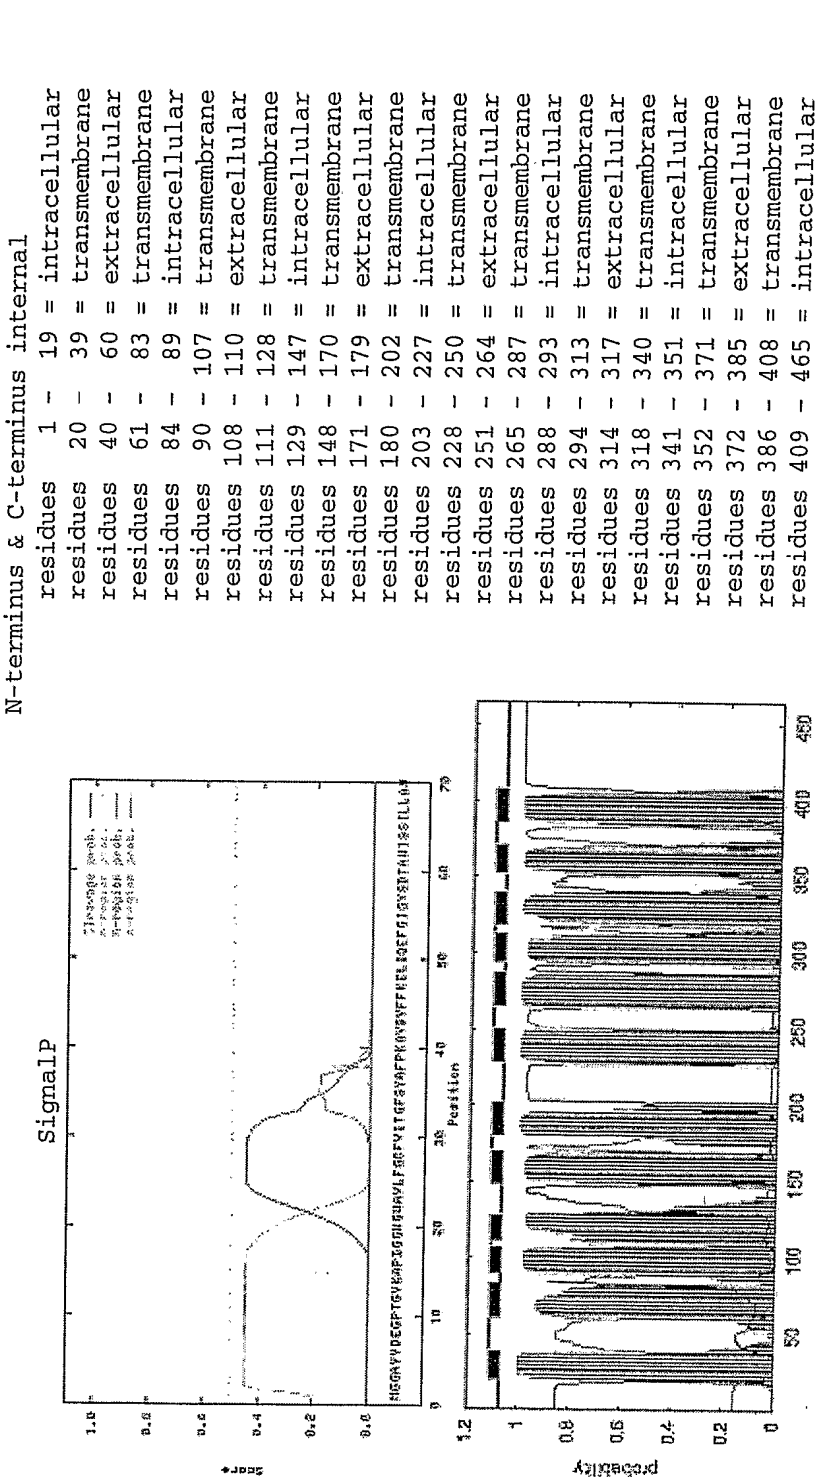 N-terminus & C-terminus internal
residues 1 - 19 = intracellular
residues 20 - 39 = transmembrane
residues 40 - 60 = extracellular
residues 61 - 83 = transmembrane
residues 84 - 89 = intracellular
residues 90 - 107 = transmembrane
residues 108 - 110 = extracellular
residues 111 - 128 = transmembrane
residues 129 - 147 = intracellular
residues 148 - 170 = transmembrane
residues 171 - 179 = extracellular
residues 180 - 202 = transmembrane
residues 203 - 227 = intracellular
residues 228 - 250 = transmembrane
residues 251 - 264 = extracellular
residues 265 - 287 = transmembrane
residues 288 - 293 = intracellular
residues 294 - 313 = transmembrane
residues 314 - 317 = extracellular
residues 318 - 340 = transmembrane
residues 341 - 351 = intracellular
residues 352 - 371 = transmembrane
residues 372 - 385 = extracellular
residues 386 - 408 = transmembrane
residues 409 - 465 = intracellular
SignalP
1.0
0.8
0.6
0.4
0.2
0.0
Score
Cleavage prob.
n-region prob.
0 10 20 30 40 50 60 70
Position
1.2
1
0.8
0.6
0.4
0.2
0
probability
50 100 150 200 250 300 350 400 450